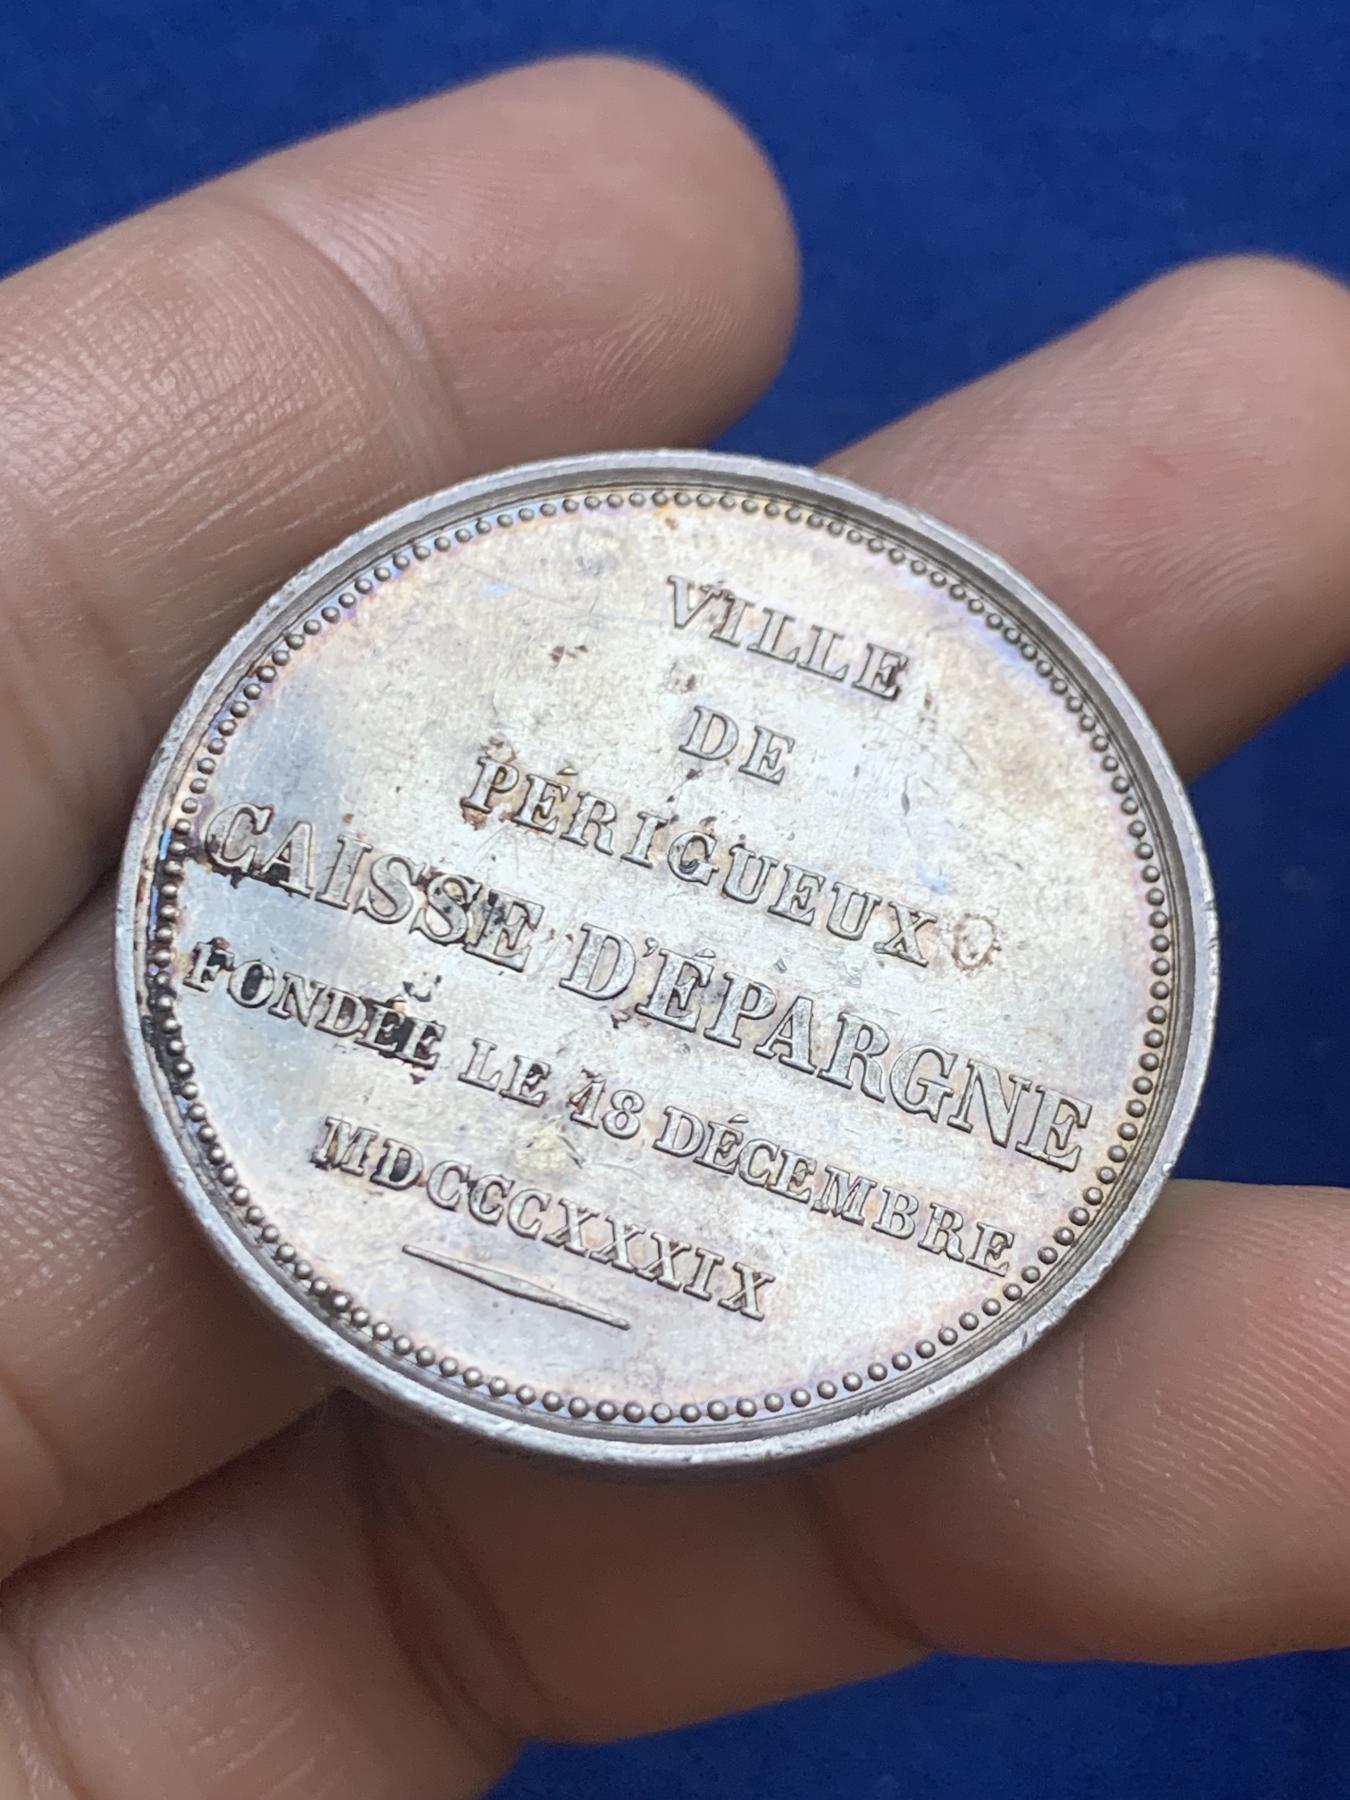 VILLE
DE
PÉRIGUEUX
CAISSE D'ÉPARGNE
FONDÉE LE 18 DÉCEMBRE
MDCCCXXXIX